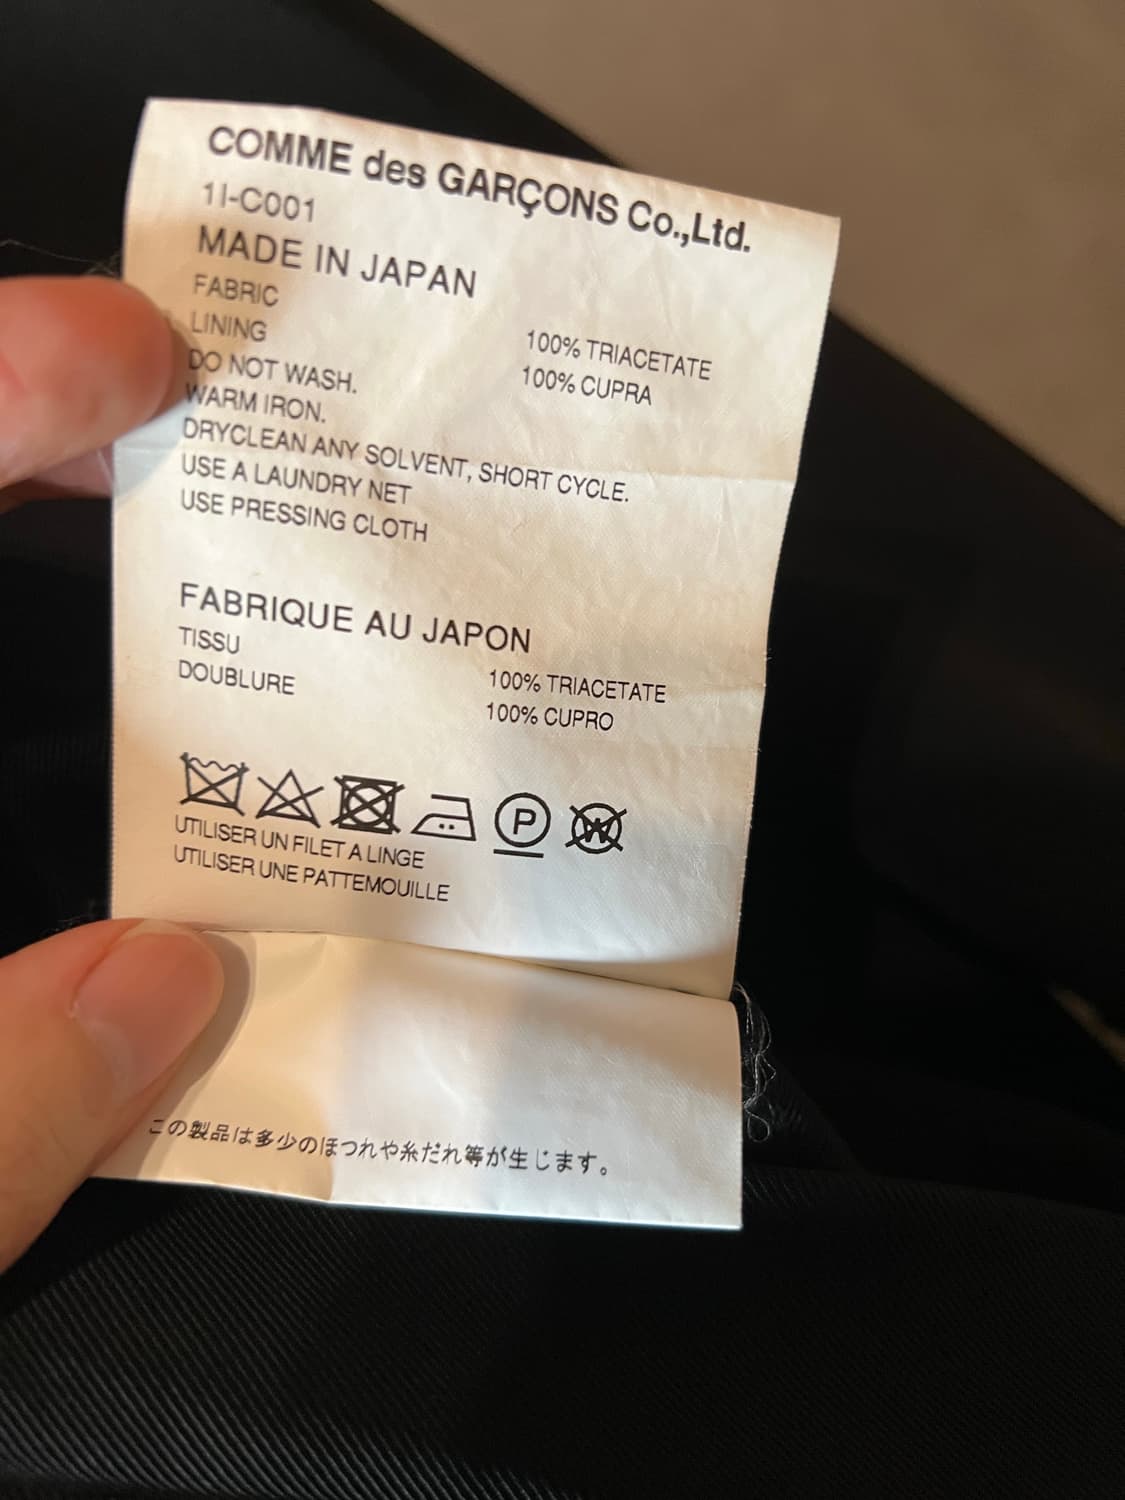 COMME des GARÇONS Co.,Ltd.
1I-C001
MADE IN JAPAN
FABRIC 100% TRIACETATE
LINING 100% CUPRA
DO NOT WASH.
WARM IRON.
DRYCLEAN ANY SOLVENT, SHORT CYCLE.
USE A LAUNDRY NET
USE PRESSING CLOTH
FABRIQUE AU JAPON
TISSU 100% TRIACETATE
DOUBLURE 100% CUPRO
P W
UTILISER UN FILET A LINGE
UTILISER UNE PATTEMOUILLE
この製品は多少のほつれや糸だれ等が生じます。